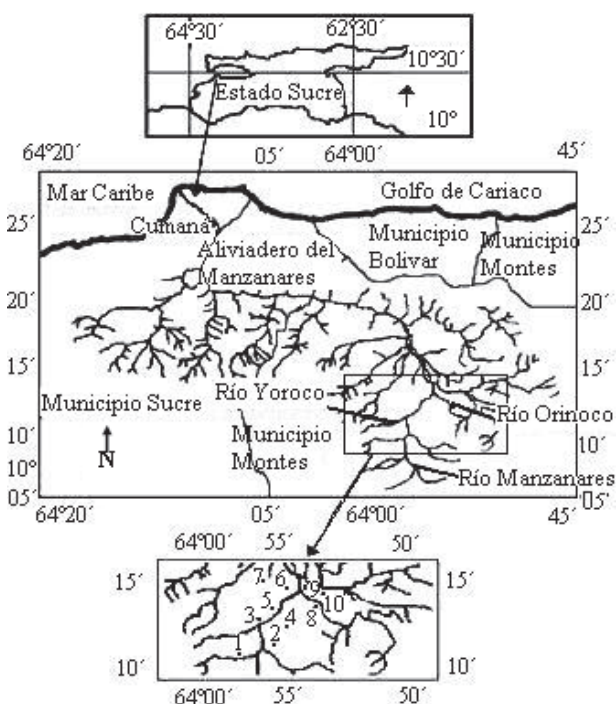 64°30´ 62°30´
10°30´
Estado Sucre
10°
64°20´ 05´ 64°00´ 45´
Mar Caribe Golfo de Cariaco
25´ 25´
Cumaná Municipio Bolivar Municipio Montes
Aliviadero del Manzanares
20´ 20´
15´ 15´
Río Yoroco
Municipio Sucre Río Orinoco
10´ Municipio Montes 10´
N
10° Río Manzanares
05´ 05´
64°20´ 05´ 64°00´ 45´
64°00´ 55´ 50´
15´ 7 6 9 15´
5 10
3 4 8
1 2
10´ 10´
64°00´ 55´ 50´